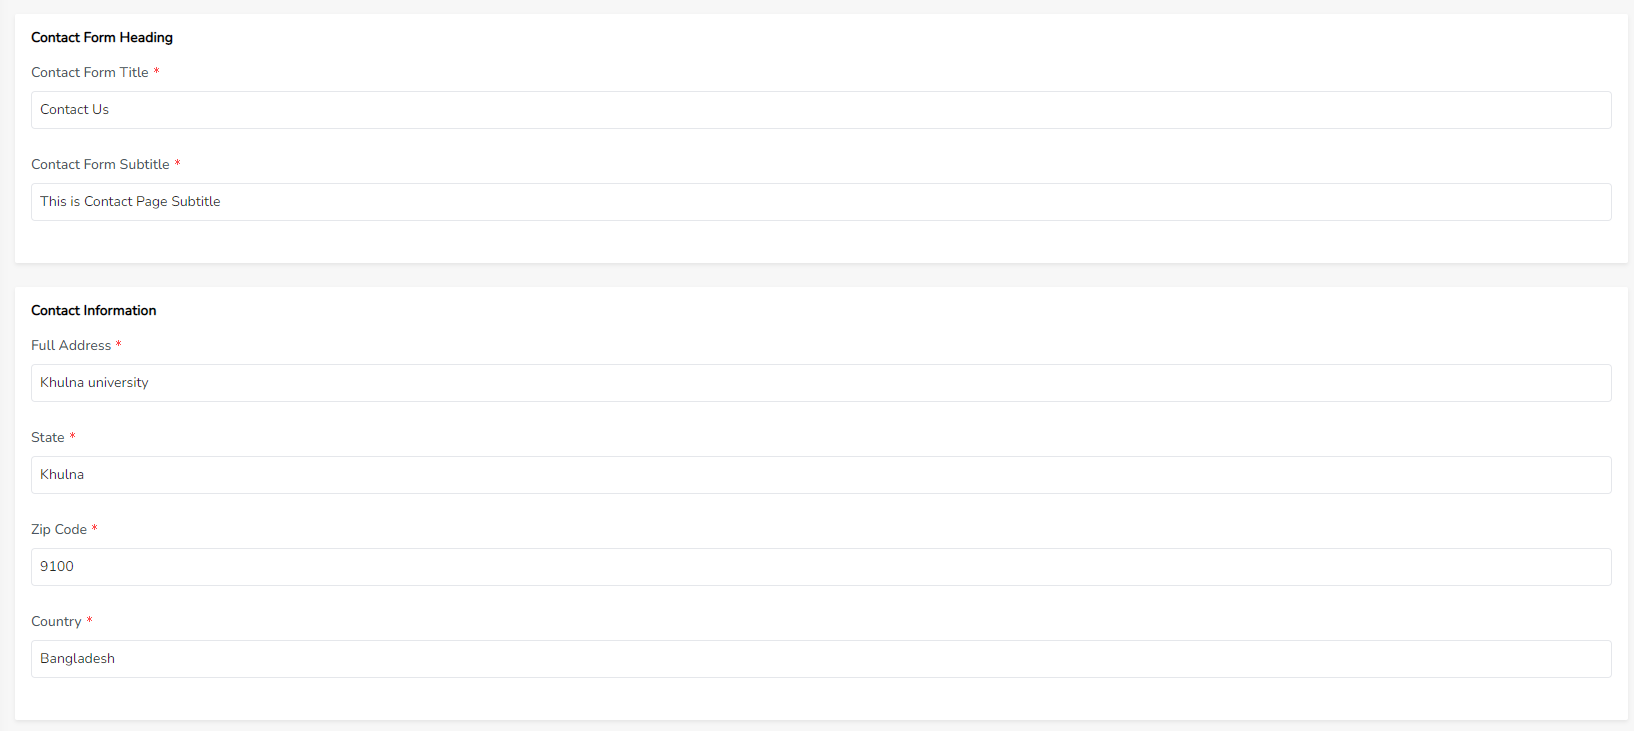 Contact Form Heading
Contact Form Title *
Contact Us
Contact Form Subtitle *
This is Contact Page Subtitle
Contact Information
Full Address *
Khulna university
State *
Khulna
Zip Code *
9100
Country *
Bangladesh